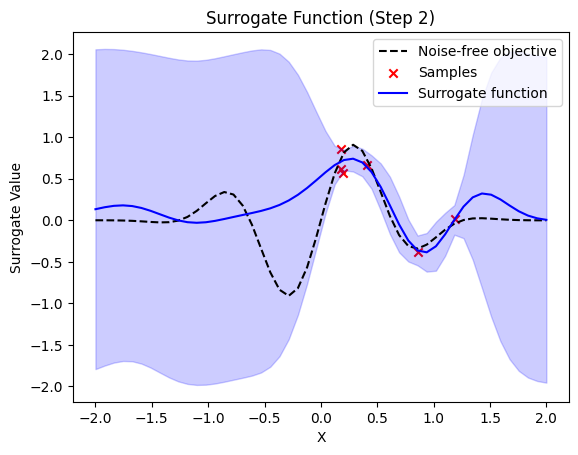 Surrogate Function (Step 2)
Noise-free objective
Samples
Surrogate function
Surrogate Value
2.0
1.5
1.0
0.5
0.0
−0.5
−1.0
−1.5
−2.0
−2.0 −1.5 −1.0 −0.5 0.0 0.5 1.0 1.5 2.0
X